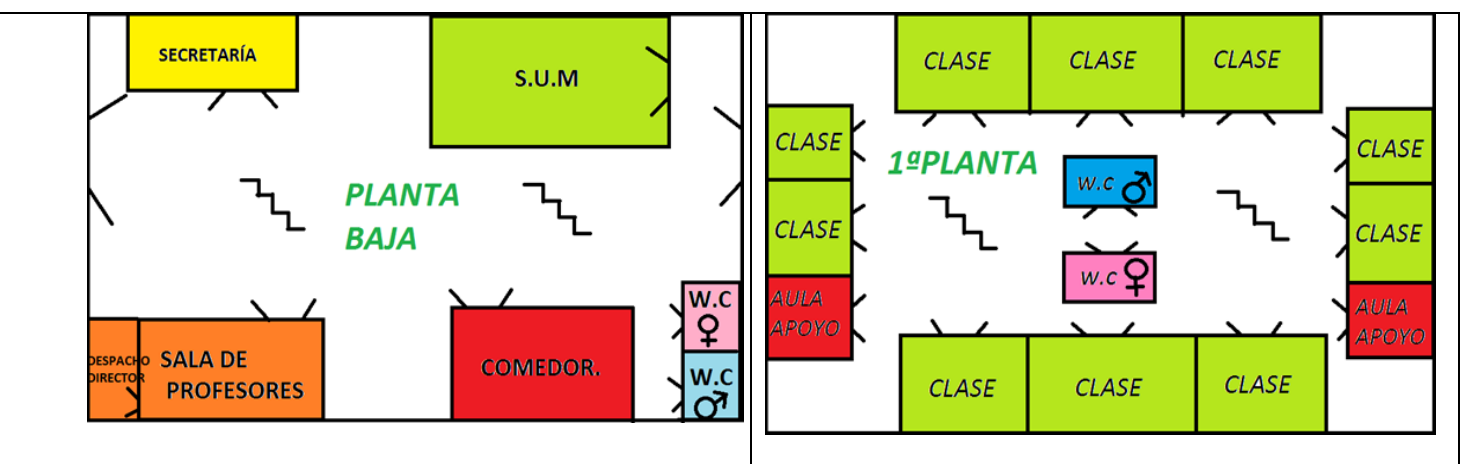 SECRETARÍA
S.U.M
PLANTA
BAJA
DESPACHO
DIRECTOR
SALA DE
PROFESORES
COMEDOR.
W.C
W.C
CLASE
CLASE
CLASE
CLASE
CLASE
1ªPLANTA
W.C
CLASE
CLASE
W.C
AULA
APOYO
AULA
APOYO
CLASE
CLASE
CLASE